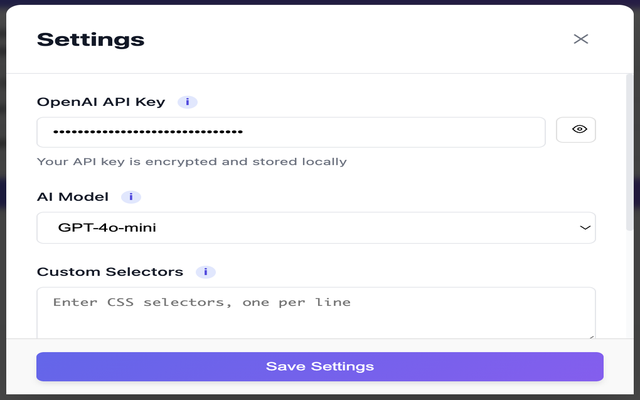 Settings
OpenAI API Key i
•••••••••••••••••••••••••••••••
Your API key is encrypted and stored locally
AI Model i
GPT-4o-mini
Custom Selectors i
Enter CSS selectors, one per line
Save Settings